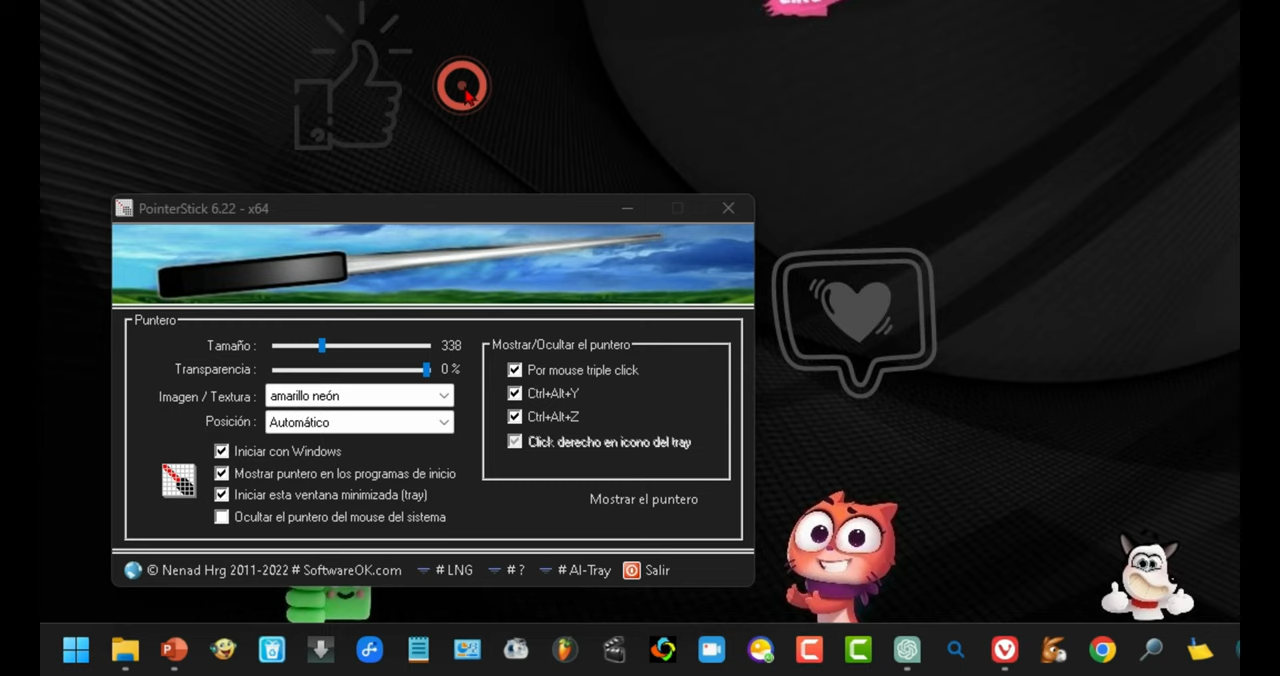 PointerStick 6.22 - x64
Puntero
Tamaño : 338
Transparencia : 0 %
Imagen / Textura : amarillo neón
Posición : Automático
Iniciar con Windows
Mostrar puntero en los programas de inicio
Iniciar esta ventana minimizada (tray)
Ocultar el puntero del mouse del sistema
Mostrar/Ocultar el puntero
Por mouse triple click
Ctrl+Alt+Y
Ctrl+Alt+Z
Click derecho en icono del tray
Mostrar el puntero
© Nenad Hrg 2011-2022 # SoftwareOK.com # LNG # ? # AI-Tray Salir